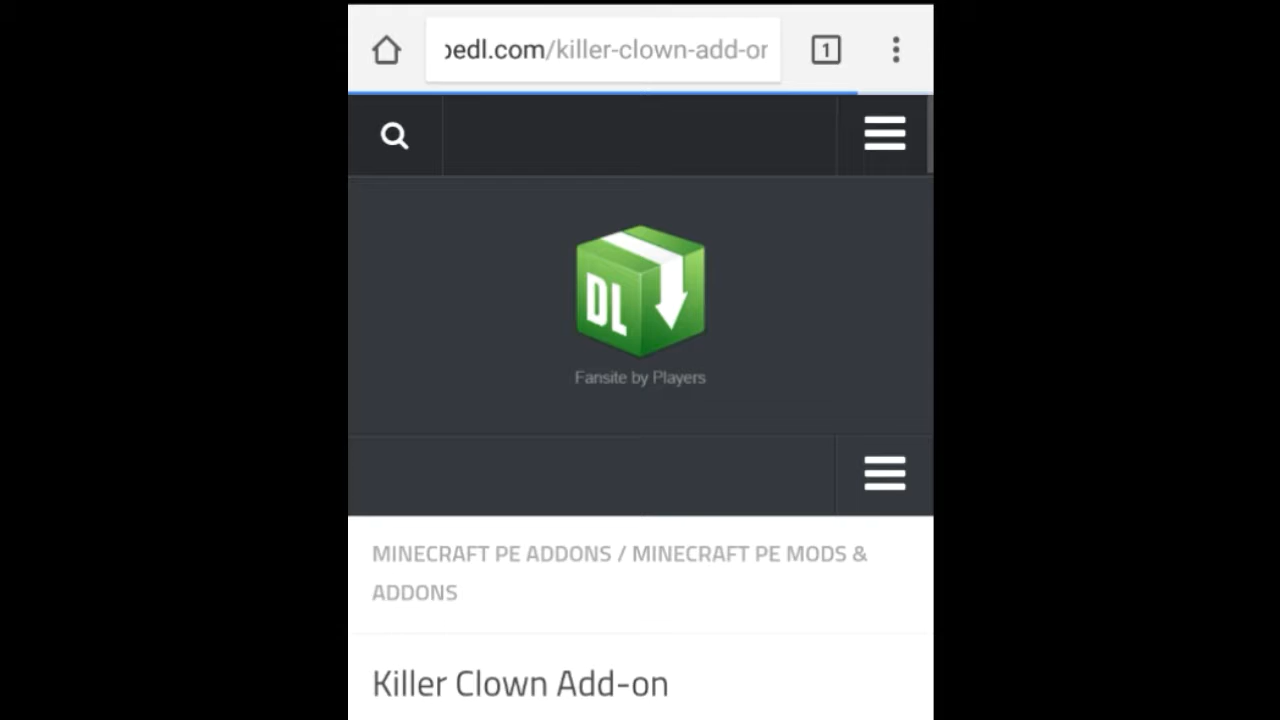 pedl.com/killer-clown-add-or
1
DL
Fansite by Players
MINECRAFT PE ADDONS / MINECRAFT PE MODS &
ADDONS
Killer Clown Add-on